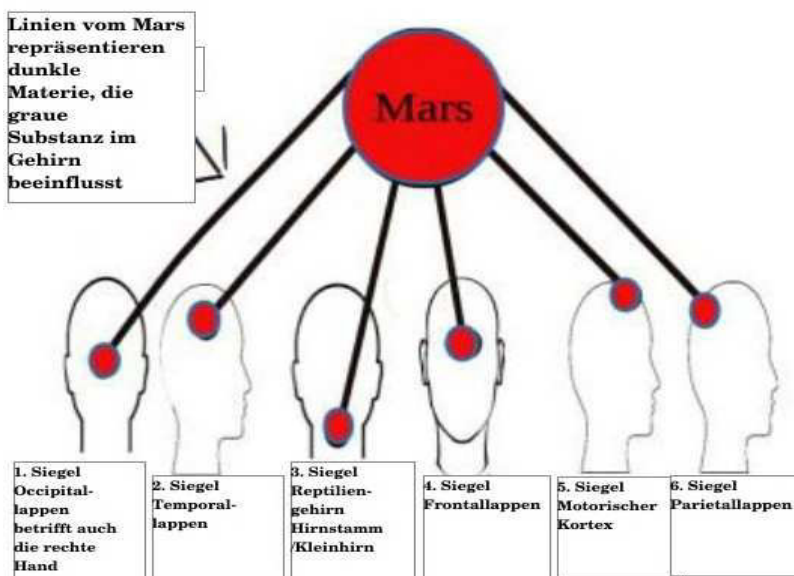 Linien vom Mars
repräsentieren
dunkle
Materie, die
graue
Substanz im
Gehirn
beeinflusst
Mars
1. Siegel
Occipital-
lappen
betrifft auch
die rechte
Hand
2. Siegel
Temporal-
lappen
3. Siegel
Reptilien-
gehirn
Hirnstamm
/Kleinhirn
4. Siegel
Frontallappen
5. Siegel
Motorischer
Kortex
6. Siegel
Parietallappen